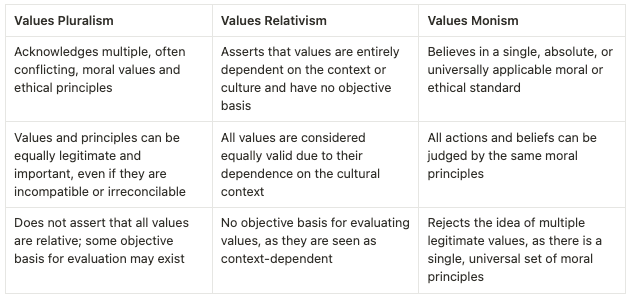 Values Pluralism
Values Relativism
Values Monism
Acknowledges multiple, often
conflicting, moral values and
ethical principles
Asserts that values are entirely
dependent on the context or
culture and have no objective
basis
Believes in a single, absolute, or
universally applicable moral or
ethical standard
Values and principles can be
equally legitimate and
important, even if they are
incompatible or irreconcilable
All values are considered
equally valid due to their
dependence on the cultural
context
All actions and beliefs can be
judged by the same moral
principles
Does not assert that all values
are relative; some objective
basis for evaluation may exist
No objective basis for evaluating
values, as they are seen as
context-dependent
Rejects the idea of multiple
legitimate values, as there is a
single, universal set of moral
principles